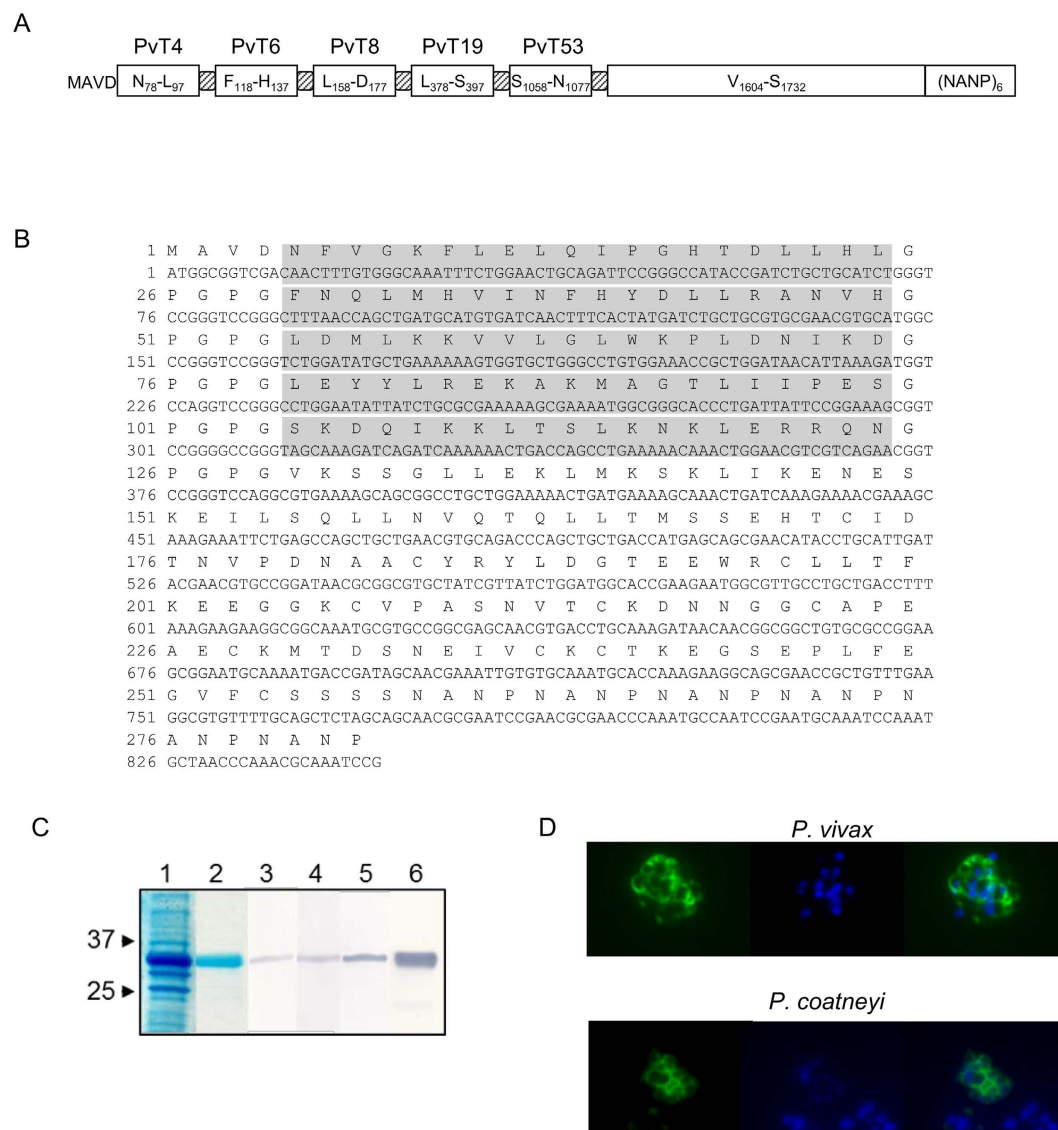 A
PvT4 PvT6 PvT8 PvT19 PvT53
MAVD N78-L97 F118-H137 L158-D177 L378-S397 S1058-N1077 V1604-S1732 (NANP)6
B
1 M A V D N F V G K F L E L Q I P G H T D L L H L G
1 ATGGCGGTCGACAACTTTGTGGGCAAATTTCTGGAACTGCAGATTCCGGGCCATACCGATCTGCTGCATCTGGGT
26 P G P G F N Q L M H V I N F H Y D L L R A N V H G
76 CCGGGTCCGGGCTTTAACCAGCTGATGCATGTGATCAACTTTCACTATGATCTGCTGCGTGCGAACGTGCATGGC
51 P G P G L D M L K K V V L G L W K P L D N I K D G
151 CCGGGTCCGGGTCTGGATATGCTGAAAAAAGTGGTGCTGGGCCTGTGGAAACCGCTGGATAACATTAAAGATGGT
76 P G P G L E Y Y L R E K A K M A G T L I I P E S G
226 CCAGGTCCGGGCCTGGAATATTATCTGCGCGAAAAAGCGAAAATGGCGGGCACCCTGATTATTCCGGAAAGCGGT
101 P G P G S K D Q I K K L T S L K N K L E R R Q N G
301 CCGGGGCCGGGTAGCAAAGATCAGATCAAAAAACTGACCAGCCTGAAAAACAAACTGGAACGTCGTCAGAACGGT
126 P G P G V K S S G L L E K L M K S K L I K E N E S
376 CCGGGTCCAGGCGTGAAAAGCAGCGGCCTGCTGGAAAAACTGATGAAAAGCAAACTGATCAAAGAAAACGAAAGC
151 K E I L S Q L L N V Q T Q L L T M S S E H T C I D
451 AAAGAAATTCTGAGCCAGCTGCTGAACGTGCAGACCCAGCTGCTGACCATGAGCAGCGAACATACCTGCATTGAT
176 T N V P D N A A C Y R Y L D G T E E W R C L L T F
526 ACGAACGTGCCGGATAACGCGGCGTGCTATCGTTATCTGGATGGCACCGAAGAATGGCGTTGCCTGCTGACCTTT
201 K E E G G K C V P A S N V T C K D N N G G C A P E
601 AAAGAAGAAGGCGGCAAATGCGTGCCGGCGAGCAACGTGACCTGCAAAGATAACAACGGCGGCTGTGCGCCGGAA
226 A E C K M T D S N E I V C K C T K E G S E P L F E
676 GCGGAATGCAAAATGACCGATAGCAACGAAATTGTGTGCAAATGCACCAAAGAAGGCAGCGAACCGCTGTTTGAA
251 G V F C S S S S N A N P N A N P N A N P N A N P N
751 GGCGTGTTTTGCAGCTCTAGCAGCAACGCGAATCCGAACGCGAACCCAAATGCCAATCCGAATGCAAATCCAAAT
276 A N P N A N P
826 GCTAACCCAAACGCAAATCCG
C
1 2 3 4 5 6
37
25
D
P. vivax
P. coatneyi